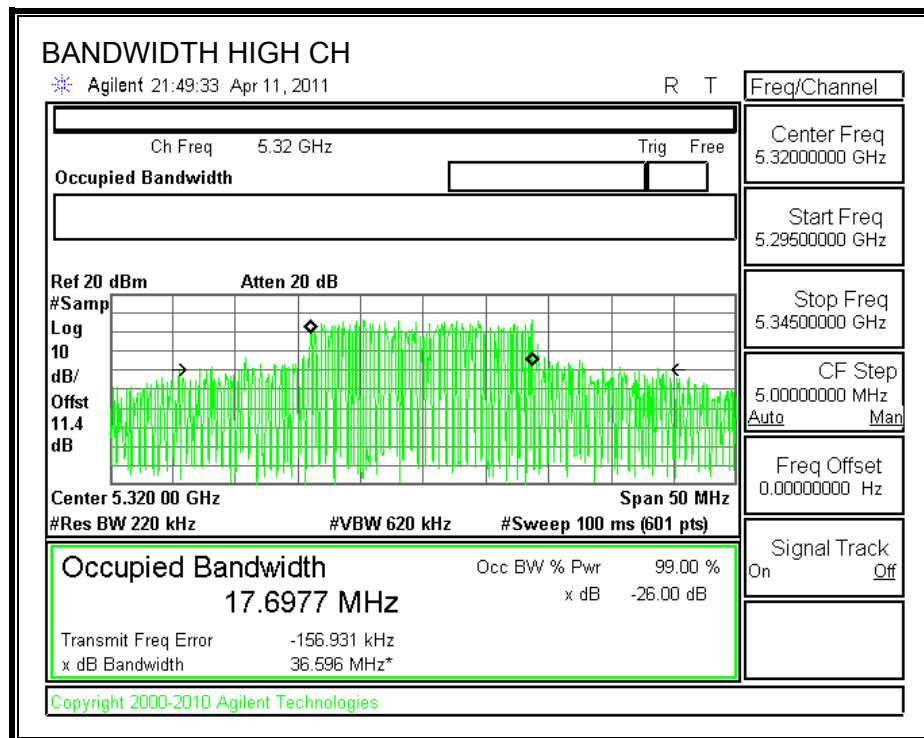 BANDWIDTH HIGH CH
Agilent 21:49:33 Apr 11, 2011 R T
Freq/Channel
Ch Freq 5.32 GHz Trig Free
Occupied Bandwidth
Center Freq
5.32000000 GHz
Start Freq
5.29500000 GHz
Stop Freq
5.34500000 GHz
CF Step
5.00000000 MHz
Auto Man
Freq Offset
0.00000000 Hz
Signal Track
On Off
Ref 20 dBm Atten 20 dB
#Samp
Log
10
dB/
Offst
11.4
dB
Center 5.320 00 GHz Span 50 MHz
#Res BW 220 kHz #VBW 620 kHz #Sweep 100 ms (601 pts)
Occupied Bandwidth
17.6977 MHz
Occ BW % Pwr 99.00 %
x dB -26.00 dB
Transmit Freq Error -156.931 kHz
x dB Bandwidth 36.596 MHz*
Copyright 2000-2010 Agilent Technologies